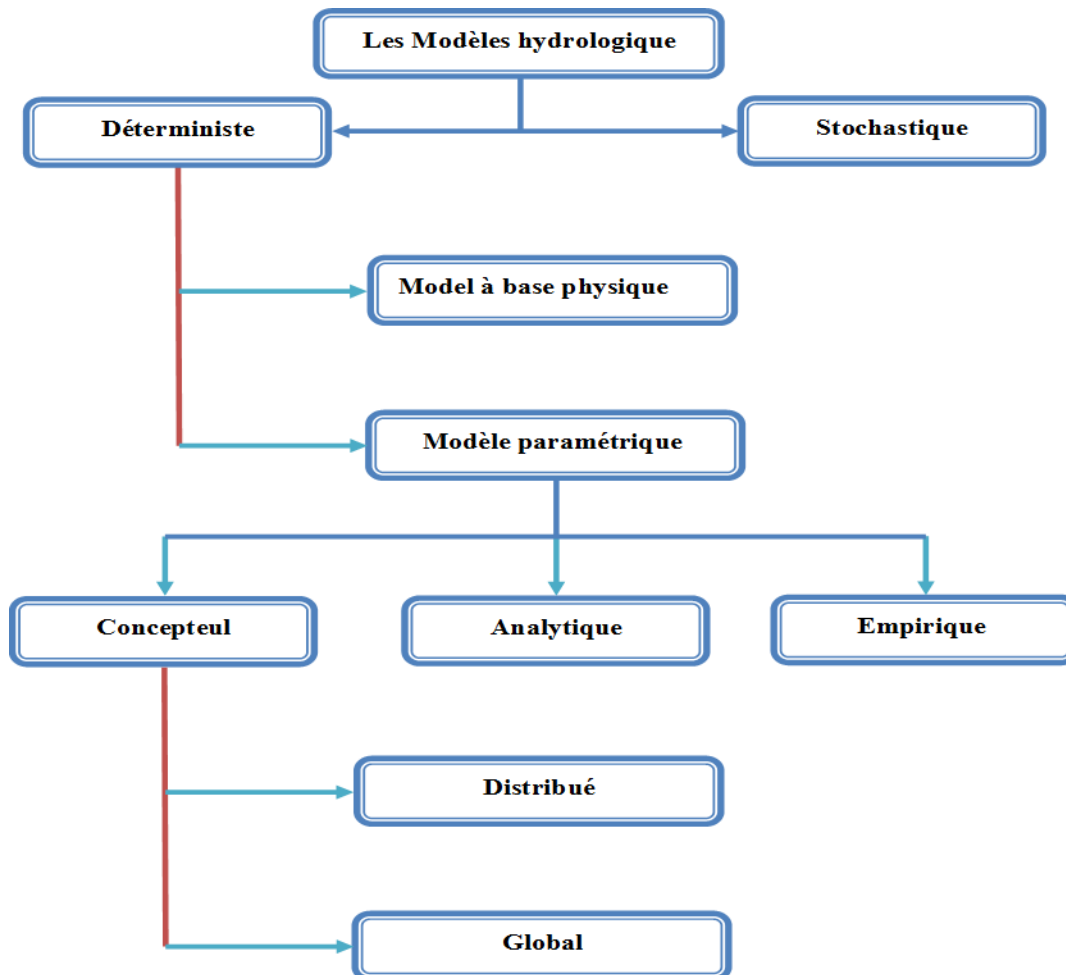 Les Modèles hydrologique
Déterministe
Stochastique
Model à base physique
Modèle paramétrique
Concepteul
Analytique
Empirique
Distribué
Global